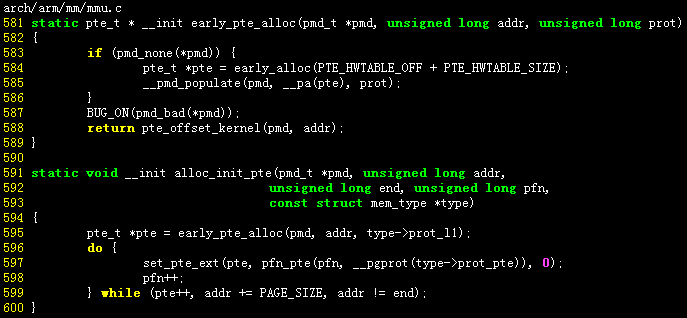 arch/arm/mm/mmu.c
581 static pte_t * __init early_pte_alloc(pmd_t *pmd, unsigned long addr, unsigned long prot)
582 {
583         if (pmd_none(*pmd)) {
584                 pte_t *pte = early_alloc(PTE_HWTABLE_OFF + PTE_HWTABLE_SIZE);
585                 __pmd_populate(pmd, __pa(pte), prot);
586         }
587         BUG_ON(pmd_bad(*pmd));
588         return pte_offset_kernel(pmd, addr);
589 }
590
591 static void __init alloc_init_pte(pmd_t *pmd, unsigned long addr,
592                                   unsigned long end, unsigned long pfn,
593                                   const struct mem_type *type)
594 {
595         pte_t *pte = early_pte_alloc(pmd, addr, type->prot_l1);
596         do {
597                 set_pte_ext(pte, pfn_pte(pfn, __pgprot(type->prot_pte)), 0);
598                 pfn++;
599         } while (pte++, addr += PAGE_SIZE, addr != end);
600 }